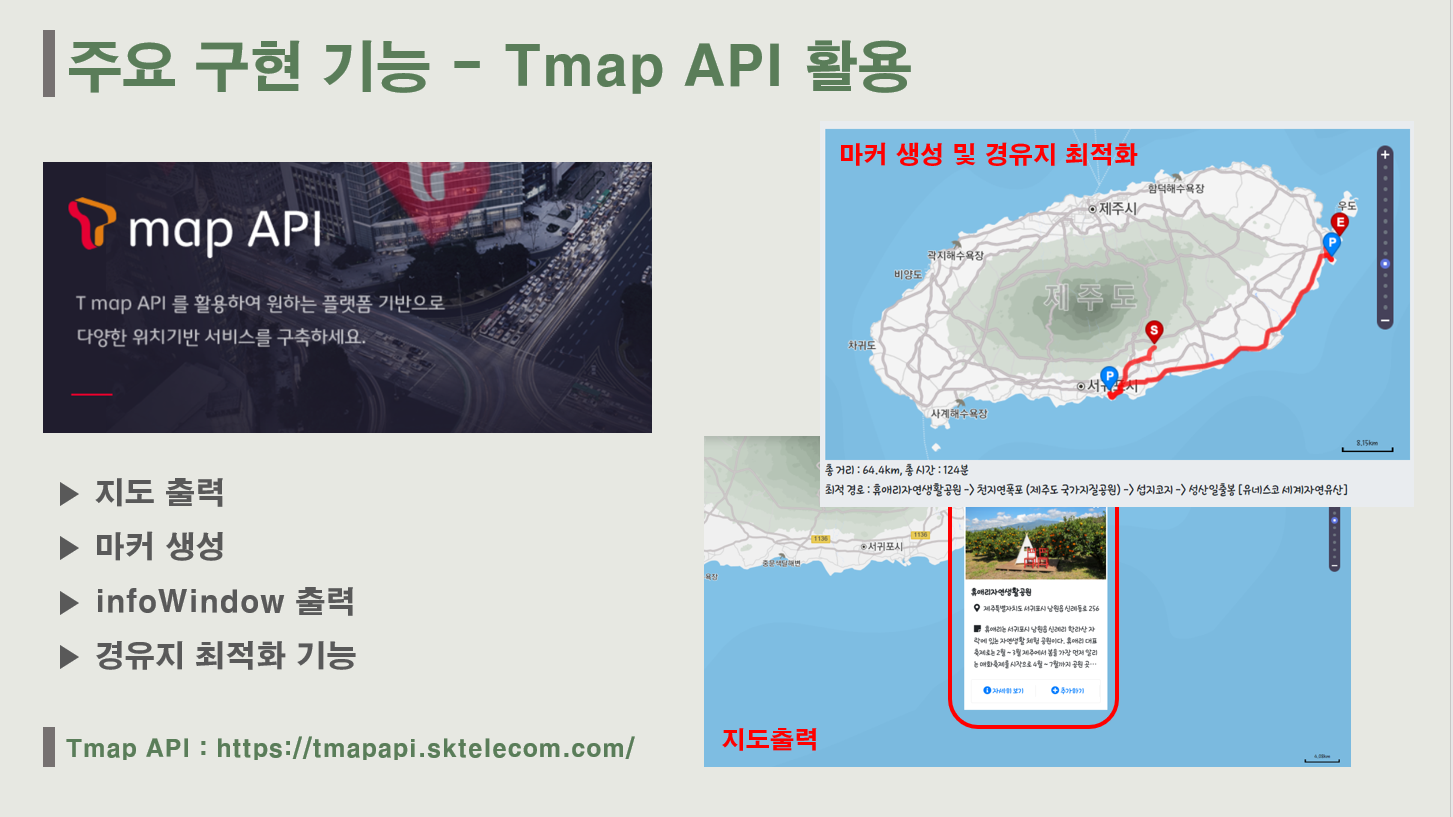 주요 구현 기능 - Tmap API 활용
T map API
T map API 를 활용하여 원하는 플랫폼 기반으로
다양한 위치기반 서비스를 구축하세요.
▶ 지도 출력
▶ 마커 생성
▶ infoWindow 출력
▶ 경유지 최적화 기능
Tmap API : https://tmapapi.sktelecom.com/
마커 생성 및 경유지 최적화
함덕해수욕장
제주시
우도
E
P
곽지해수욕장
비양도
제주도
차귀도
S
P
서귀포시
사계해수욕장
8.15km
총 거리 : 64.4km, 총 시간 : 124분
최적 경로 : 휴애리자연생활공원 -> 천지연폭포 (제주도 국가지질공원) -> 섭지코지 -> 성산일출봉 [유네스코 세계자연유산]
1136
1136
서귀포시
중문색달해변
욕장
휴애리자연생활공원
제주특별자치도 서귀포시 남원읍 신례동로 256
휴애리는 서귀포시 남원읍 신례리 한라산 자
락에 있는 자연생활 체험 공원이다. 휴애리 대표
축제로는 2월 ~ 3월 제주에서 봄을 가장 먼저 알리
는 매화축제를 시작으로 4월 ~ 7월까지 공원 곳…
자세히 보기
추가하기
지도출력